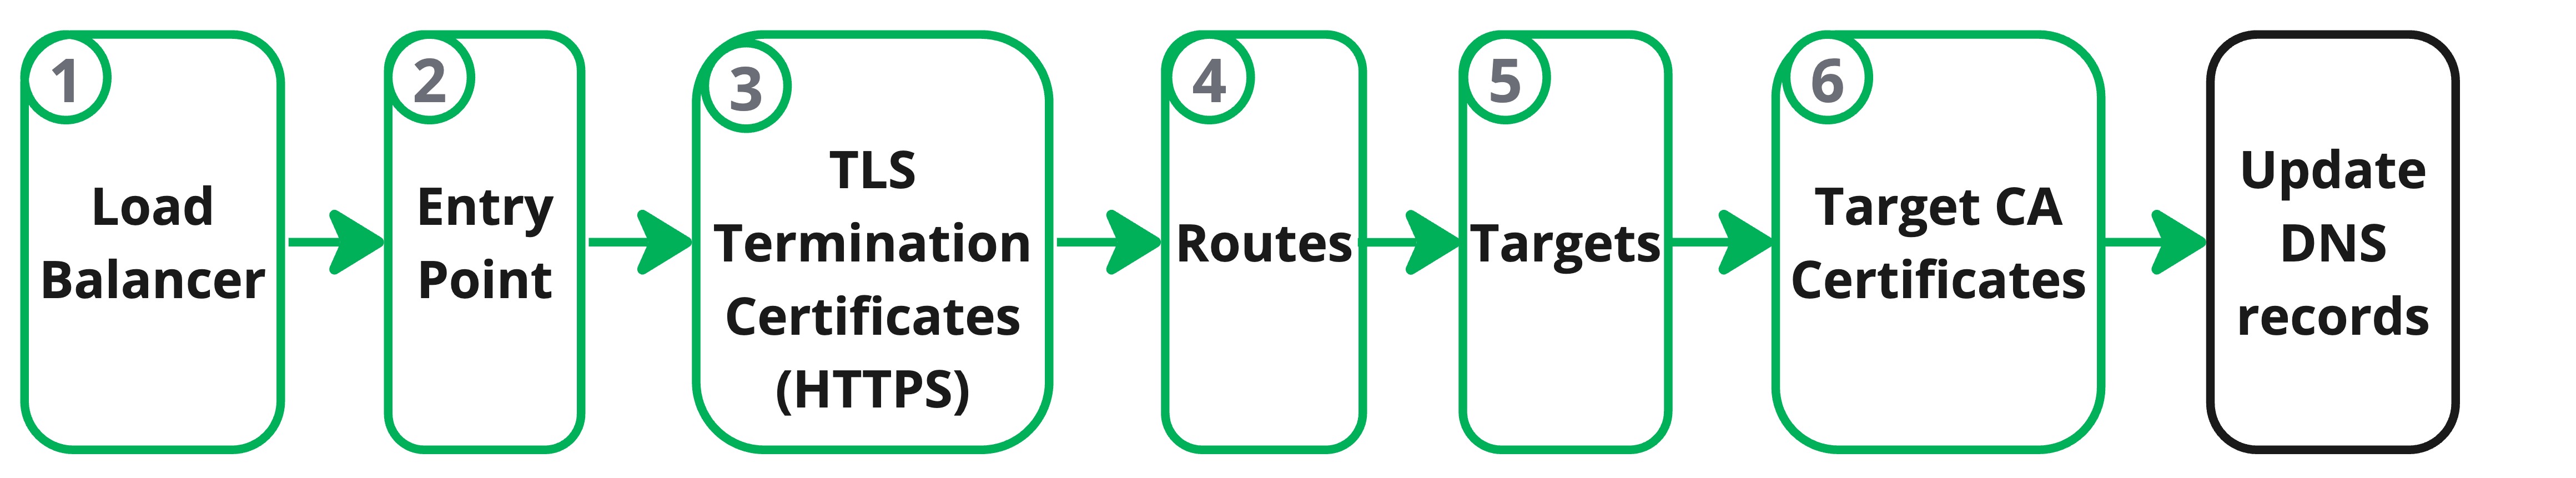 1
Load
Balancer
2
Entry
Point
3
TLS
Termination
Certificates
(HTTPS)
4
Routes
5
Targets
6
Target CA
Certificates
Update
DNS
records